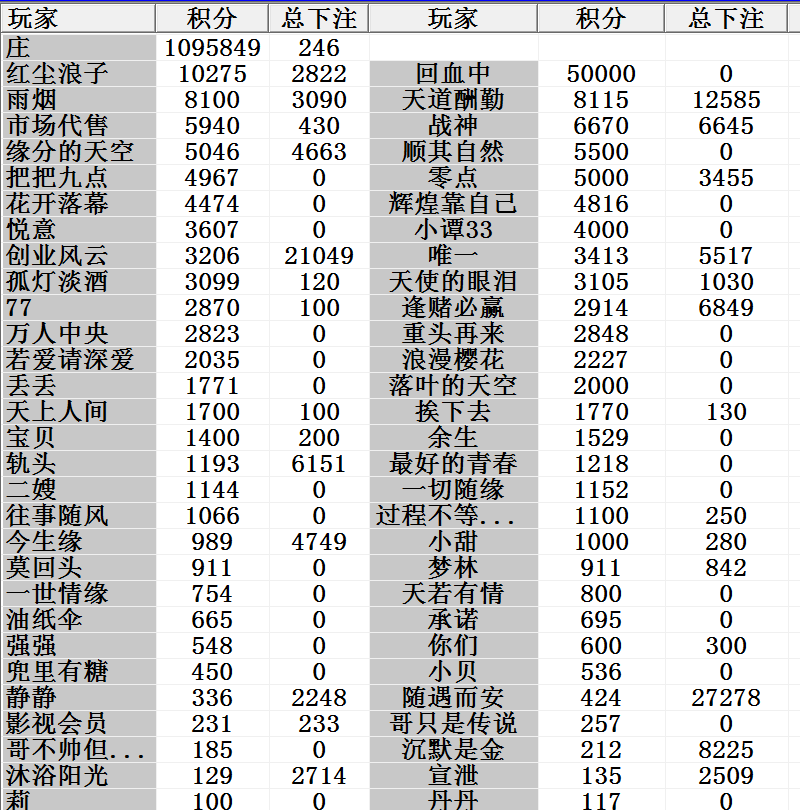 玩家 积分 总下注 玩家 积分 总下注
庄 1095849 246
红尘浪子 10275 2822 回血中 50000 0
雨烟 8100 3090 天道酬勤 8115 12585
市场代售 5940 430 战神 6670 6645
缘分的天空 5046 4663 顺其自然 5500 0
把把九点 4967 0 零点 5000 3455
花开落幕 4474 0 辉煌靠自己 4816 0
悦意 3607 0 小谭33 4000 0
创业风云 3206 21049 唯一 3413 5517
孤灯淡酒 3099 120 天使的眼泪 3105 1030
77 2870 100 逢赌必赢 2914 6849
万人中央 2823 0 重头再来 2848 0
若爱请深爱 2035 0 浪漫樱花 2227 0
丢丢 1771 0 落叶的天空 2000 0
天上人间 1700 100 挨下去 1770 130
宝贝 1400 200 余生 1529 0
轨头 1193 6151 最好的青春 1218 0
二嫂 1144 0 一切随缘 1152 0
往事随风 1066 0 过程不等... 1100 250
今生缘 989 4749 小甜 1000 280
莫回头 911 0 梦林 911 842
一世情缘 754 0 天若有情 800 0
油纸伞 665 0 承诺 695 0
强强 548 0 你们 600 300
兜里有糖 450 0 小贝 536 0
静静 336 2248 随遇而安 424 27278
影视会员 231 233 哥只是传说 257 0
哥不帅但... 185 0 沉默是金 212 8225
沐浴阳光 129 2714 宣泄 135 2509
莉 100 0 丹丹 117 0